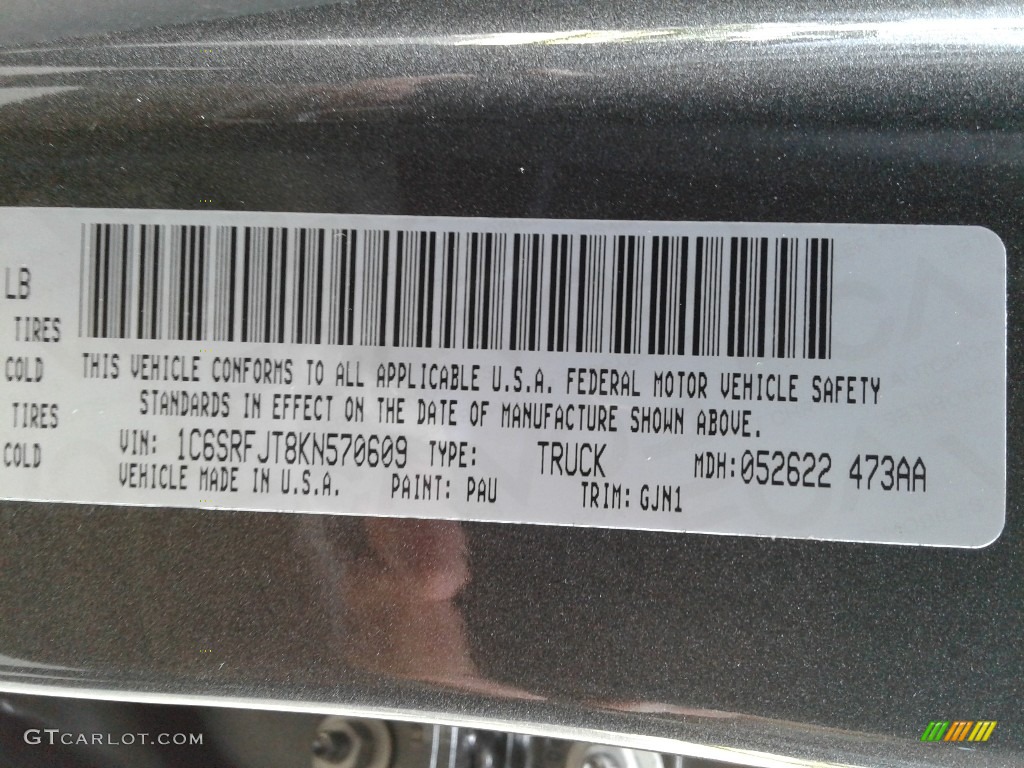 LB
TIRES
COLD
TIRES
COLD
THIS VEHICLE CONFORMS TO ALL APPLICABLE U.S.A. FEDERAL MOTOR VEHICLE SAFETY
STANDARDS IN EFFECT ON THE DATE OF MANUFACTURE SHOWN ABOVE.
VIN: 1C6SRFJT8KN570609 TYPE: TRUCK MDH:052622 473AA
VEHICLE MADE IN U.S.A. PAINT: PAU TRIM: GJN1
GTCARLOT.COM